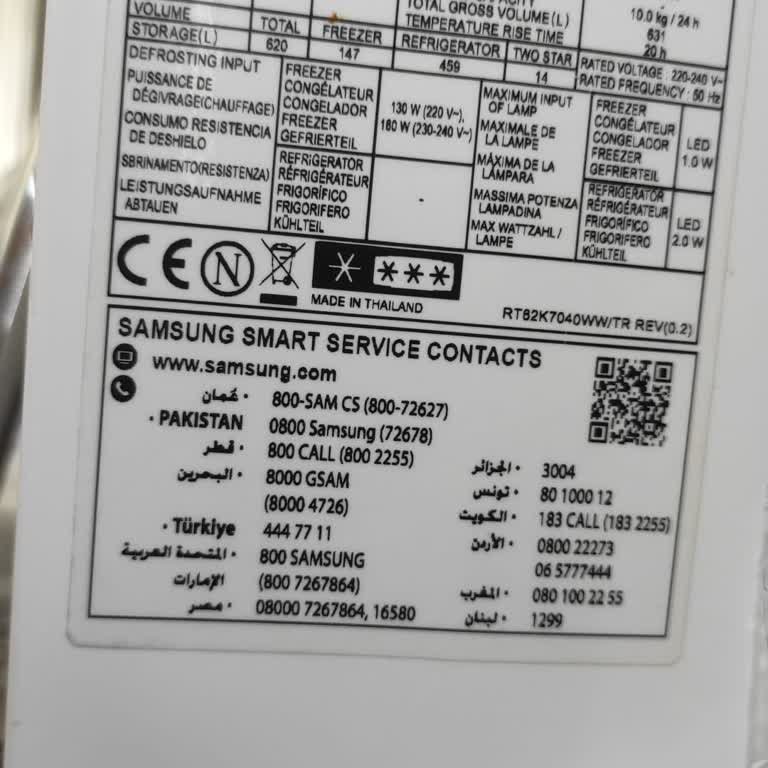 TOTAL GROSS VOLUME(L) 631
10.0 kg / 24 h
TEMPERATURE RISE TIME 20 h
VOLUME
STORAGE(L)
TOTAL FREEZER REFRIGERATOR TWO STAR
620 147 459 14
RATED VOLTAGE : 220-240 V~
RATED FREQUENCY : 50 Hz
DEFROSTING INPUT
PUISSANCE DE
DÉGIVRAGE(CHAUFFAGE)
CONSUMO RESISTENCIA
DE DESHIELO
SBRINAMENTO(RESISTENZA)
LEISTUNGSAUFNAHME
ABTAUEN
FREEZER
CONGÉLATEUR
CONGELADOR
FREEZER
GEFRIERTEIL
130 W (220 V~),
180 W (230-240 V~)
REFRIGERATOR
RÉFRIGÉRATEUR
FRIGORÍFICO
FRIGORIFERO
KÜHLTEIL
-
MAXIMUM INPUT
OF LAMP
MAXIMALE DE
LA LAMPE
MÁXIMA DE LA
LÁMPARA
MASSIMA POTENZA
LAMPADINA
MAX WATTZAHL/
LAMPE
FREEZER
CONGÉLATEUR
CONGELADOR
FREEZER
GEFRIERTEIL
LED
1.0 W
REFRIGERATOR
RÉFRIGÉRATEUR
FRIGORÍFICO
FRIGORIFERO
KÜHLTEIL
LED
2.0 W
CE N
MADE IN THAILAND
RT62K7040WW/TR REV(0.2)
SAMSUNG SMART SERVICE CONTACTS
www.samsung.com
عُمان • 800-SAM CS (800-72627)
• PAKISTAN 0800 Samsung (72678)
قطر • 800 CALL (800 2255)
البحرين • 8000 GSAM
(8000 4726)
• Türkiye 444 77 11
المتحدة العربية • 800 SAMSUNG
الإمارات (800 7267864)
مصر • 08000 7267864, 16580
الجزائر • 3004
تونس • 80 1000 12
الكويت • 183 CALL (183 2255)
الأردن • 0800 22273
06 5777444
المغرب • 080 100 22 55
لبنان • 1299